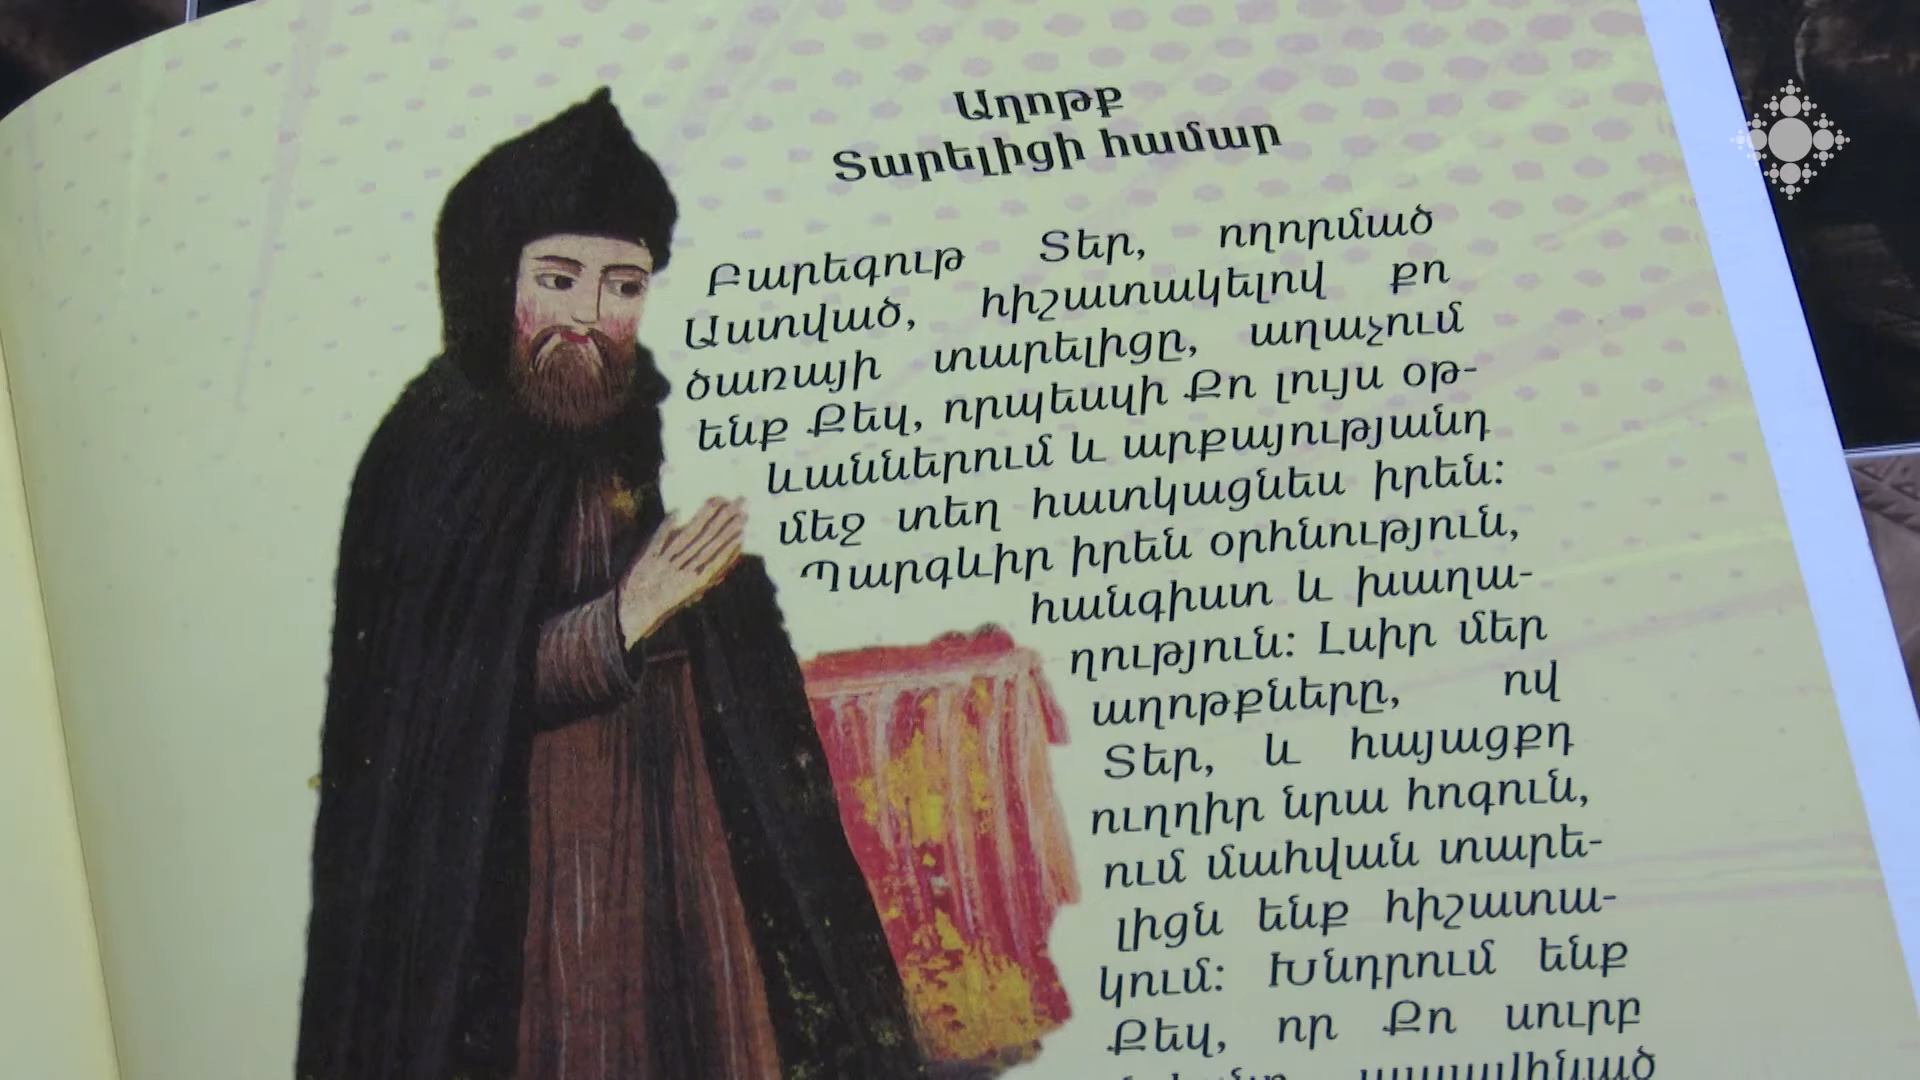 Աղոթք
Տարելիցի համար
Բարեգութ Տեր, ողորմած
Աստված, հիշատակելով քո
ծառայի տարելիցը, աղաչում
ենք Քեզ, որպեսզի Քո լույս օթ-
ևաններում և արքայությանդ
մեջ տեղ հատկացնես իրեն:
Պարգևիր իրեն օրհնություն,
հանգիստ և խաղա-
ղություն: Լսիր մեր
աղոթքները, ով
Տեր, և հայացքդ
ուղղիր նրա հոգուն,
ում մահվան տարե-
լիցն ենք հիշատա-
կում: Խնդրում ենք
Քեզ, որ Քո սուրբ